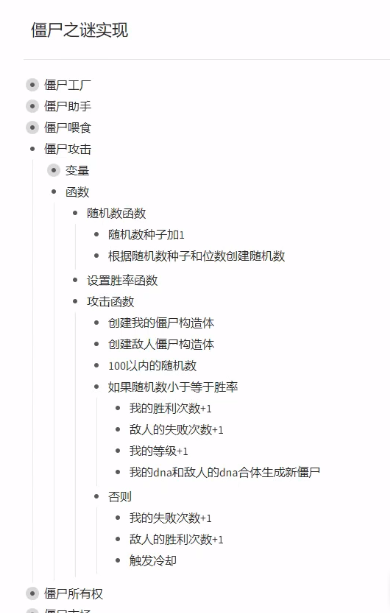 僵尸之谜实现
僵尸工厂
僵尸助手
僵尸喂食
僵尸攻击
变量
函数
随机数函数
随机数种子加1
根据随机数种子和位数创建随机数
设置胜率函数
攻击函数
创建我的僵尸构造体
创建敌人僵尸构造体
100以内的随机数
如果随机数小于等于胜率
我的胜利次数+1
敌人的失败次数+1
我的等级+1
我的dna和敌人的dna合体生成新僵尸
否则
我的失败次数+1
敌人的胜利次数+1
触发冷却
僵尸所有权
僵尸市场